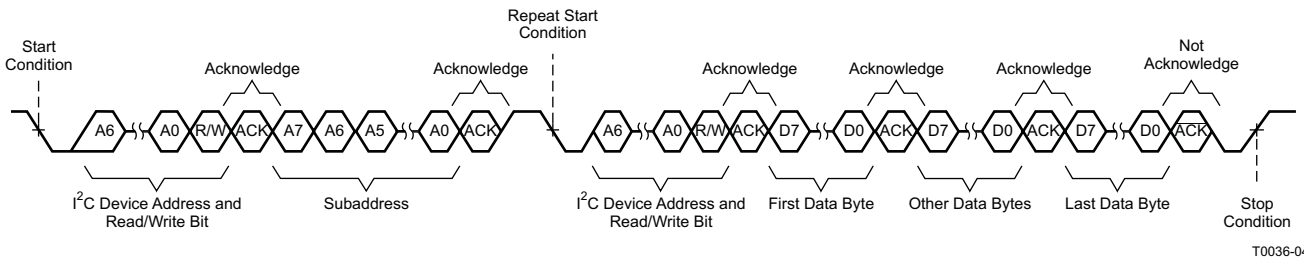 Repeat Start
Condition
Start
Condition
Acknowledge
Acknowledge
Acknowledge
Acknowledge
Acknowledge
Not
Acknowledge
A6 A0 R/W ACK A7 A6 A5 A0 ACK A6 A0 R/W ACK D7 D0 ACK D7 D0 ACK D7 D0 ACK
I²C Device Address and
Read/Write Bit
Subaddress
I²C Device Address and
Read/Write Bit
First Data Byte
Other Data Bytes
Last Data Byte
Stop
Condition
T0036-04